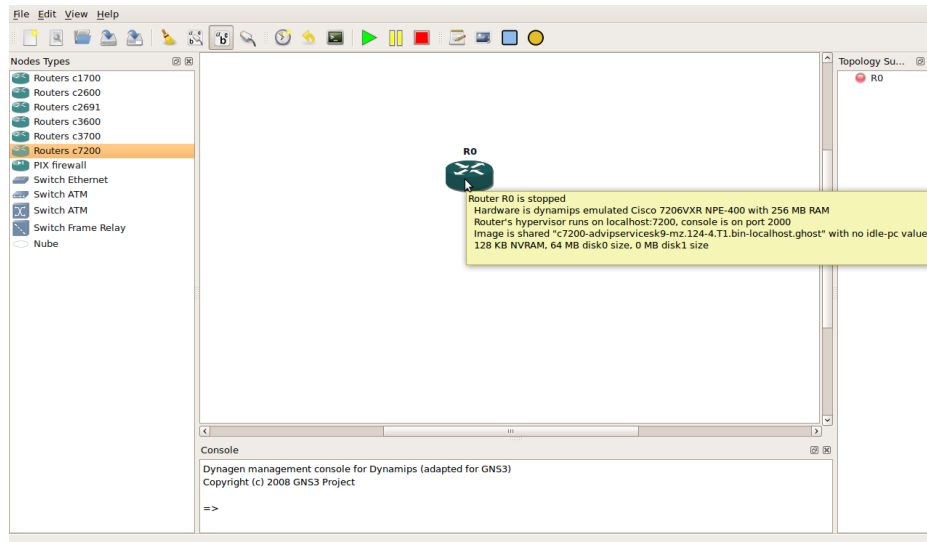 File Edit View Help
Nodes Types
Routers c1700
Routers c2600
Routers c2691
Routers c3600
Routers c3700
Routers c7200
PIX firewall
Switch Ethernet
Switch ATM
Switch ATM
Switch Frame Relay
Nube
R0
Router R0 is stopped
Hardware is dynamips emulated Cisco 7206VXR NPE-400 with 256 MB RAM
Router's hypervisor runs on localhost:7200, console is on port 2000
Image is shared "c7200-advipservicesk9-mz.124-4.T1.bin-localhost.ghost" with no idle-pc value
128 KB NVRAM, 64 MB disk0 size, 0 MB disk1 size
Topology Su...
R0
Console
Dynagen management console for Dynamips (adapted for GNS3)
Copyright (c) 2008 GNS3 Project
=>